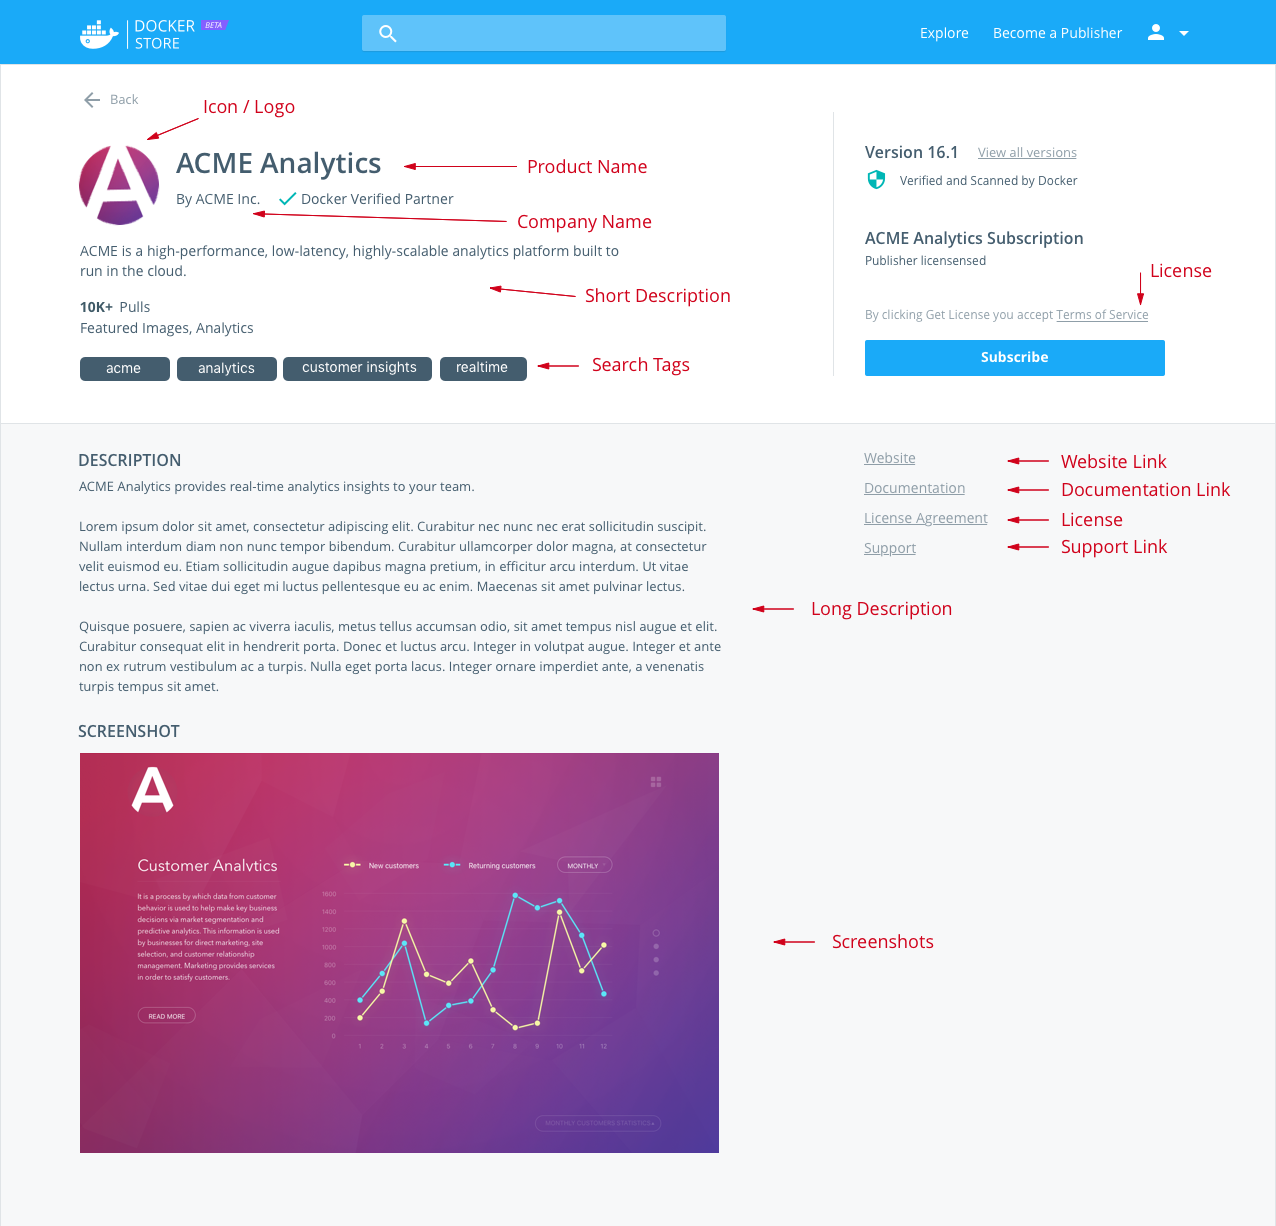 DOCKER STORE BETA
Explore
Become a Publisher
Back
Icon / Logo
ACME Analytics
Product Name
By ACME Inc.
Docker Verified Partner
Company Name
ACME is a high-performance, low-latency, highly-scalable analytics platform built to
run in the cloud.
Short Description
10K+ Pulls
Featured Images, Analytics
acme
analytics
customer insights
realtime
Search Tags
Version 16.1
View all versions
Verified and Scanned by Docker
ACME Analytics Subscription
Publisher licensensed
License
By clicking Get License you accept Terms of Service
Subscribe
DESCRIPTION
ACME Analytics provides real-time analytics insights to your team.
Lorem ipsum dolor sit amet, consectetur adipiscing elit. Curabitur nec nunc nec erat sollicitudin suscipit.
Nullam interdum diam non nunc tempor bibendum. Curabitur ullamcorper dolor magna, at consectetur
velit euismod eu. Etiam sollicitudin augue dapibus magna pretium, in efficitur arcu interdum. Ut vitae
lectus urna. Sed vitae dui eget mi luctus pellentesque eu ac enim. Maecenas sit amet pulvinar lectus.
Quisque posuere, sapien ac viverra iaculis, metus tellus accumsan odio, sit amet tempus nisl augue et elit.
Curabitur consequat elit in hendrerit porta. Donec et luctus arcu. Integer in volutpat augue. Integer et ante
non ex rutrum vestibulum ac a turpis. Nulla eget porta lacus. Integer ornare imperdiet ante, a venenatis
turpis tempus sit amet.
Long Description
Website
Website Link
Documentation
Documentation Link
License Agreement
License
Support
Support Link
SCREENSHOT
A
Customer Analvtics
It is a process by which data from customer
behavior is used to help make key business
decisions via market segmentation and
predictive analytics. This information is used
by businesses for direct marketing, site
selection, and customer relationship
management. Marketing provides services
in order to satisfy customers.
READ MORE
New customers
Returning customers
MONTHLY
1600
1400
1200
1000
800
600
400
200
0
1 2 3 4 5 6 7 8 9 10 11 12
MONTHLY CUSTOMERS STATISTICS
Screenshots